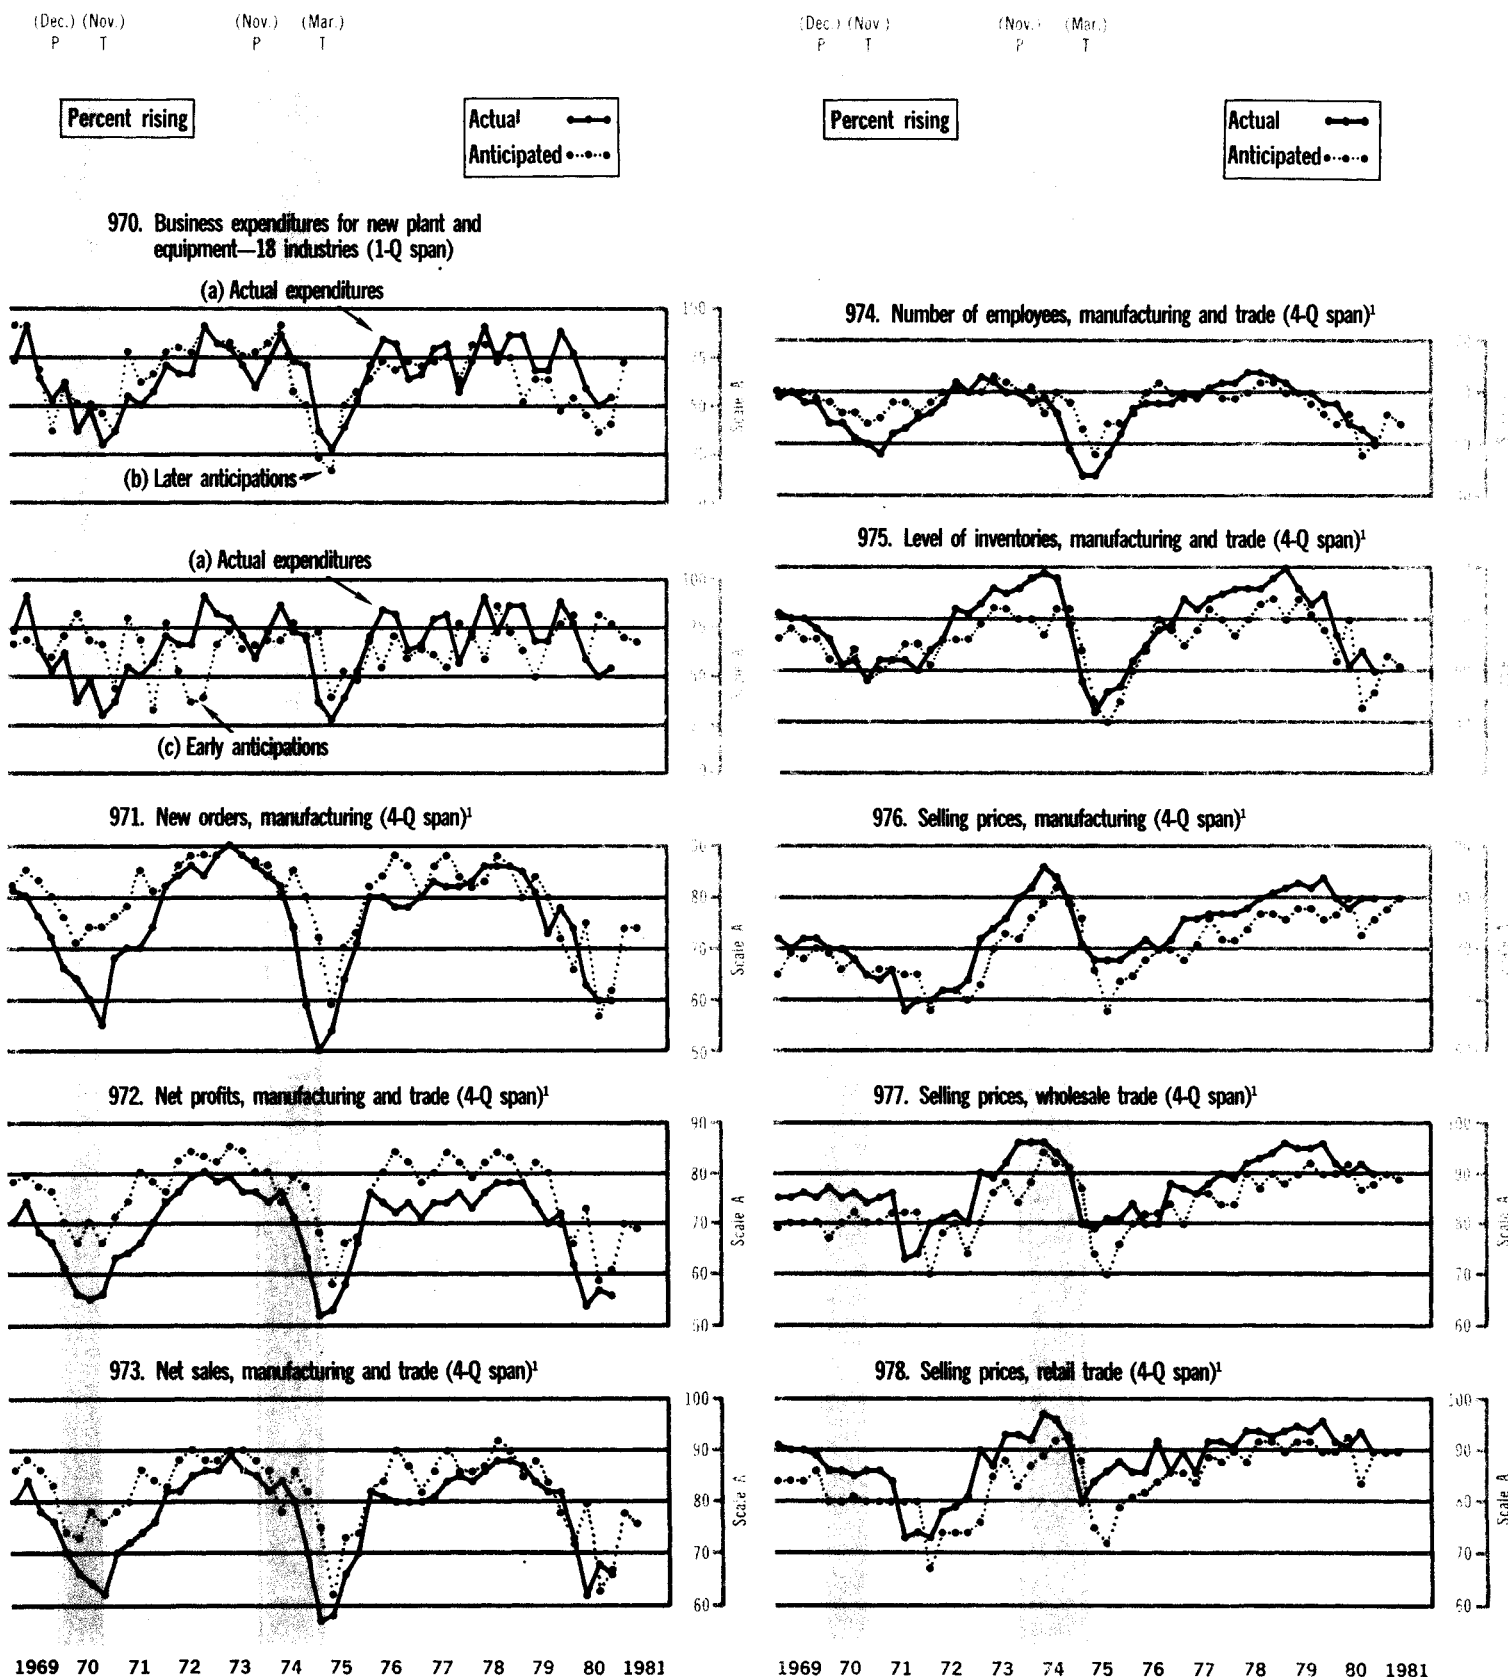 (Dec.) (Nov.) (Nov.) (Mar.)
P T P T
Percent rising
Actual
Anticipated
970. Business expenditures for new plant and
equipment—18 industries (1-Q span)
(a) Actual expenditures
(b) Later anticipations
100
75
50
Scale A
(a) Actual expenditures
(c) Early anticipations
100
75
Scale A
971. New orders, manufacturing (4-Q span)¹
90
80
70
60
50
Scale A
972. Net profits, manufacturing and trade (4-Q span)¹
90
80
70
60
50
Scale A
973. Net sales, manufacturing and trade (4-Q span)¹
100
90
80
70
60
Scale A
1969 70 71 72 73 74 75 76 77 78 79 80 1981
(Dec.) (Nov.) (Nov.) (Mar.)
P T P T
Percent rising
Actual
Anticipated
974. Number of employees, manufacturing and trade (4-Q span)¹
975. Level of inventories, manufacturing and trade (4-Q span)¹
976. Selling prices, manufacturing (4-Q span)¹
977. Selling prices, wholesale trade (4-Q span)¹
100
90
80
70
60
Scale A
978. Selling prices, retail trade (4-Q span)¹
100
90
80
70
60
Scale A
1969 70 71 72 73 74 75 76 77 78 79 80 1981